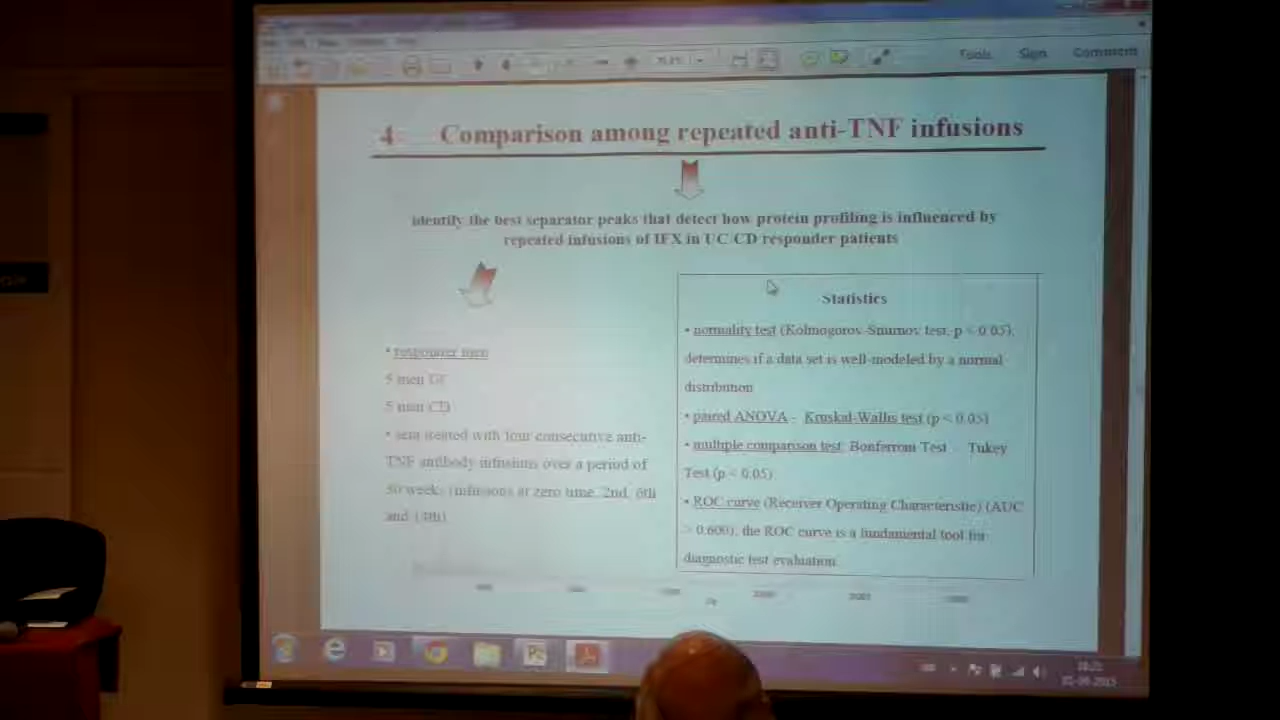 Tools Sign Comment
4 Comparison among repeated anti-TNF infusions
identify the best separator peaks that detect how protein profiling is influenced by
repeated infusions of IFX in UC/CD responder patients
Statistics
• normality test (Kolmogorov-Smirnov test, p < 0.05),
determines if a data set is well-modeled by a normal
distribution
• paired ANOVA - Kruskal-Wallis test (p < 0.05)
• multiple comparison test: Bonferroni Test - Tukey
Test (p < 0.05)
• ROC curve (Receiver Operating Characteristic) (AUC
> 0.600), the ROC curve is a fundamental tool for
diagnostic test evaluation
• responder men
5 men UC
5 men CD
• sera treated with four consecutive anti-
TNF antibody infusions over a period of
weeks (infusions at zero time, 2nd, 6th
and 14th)